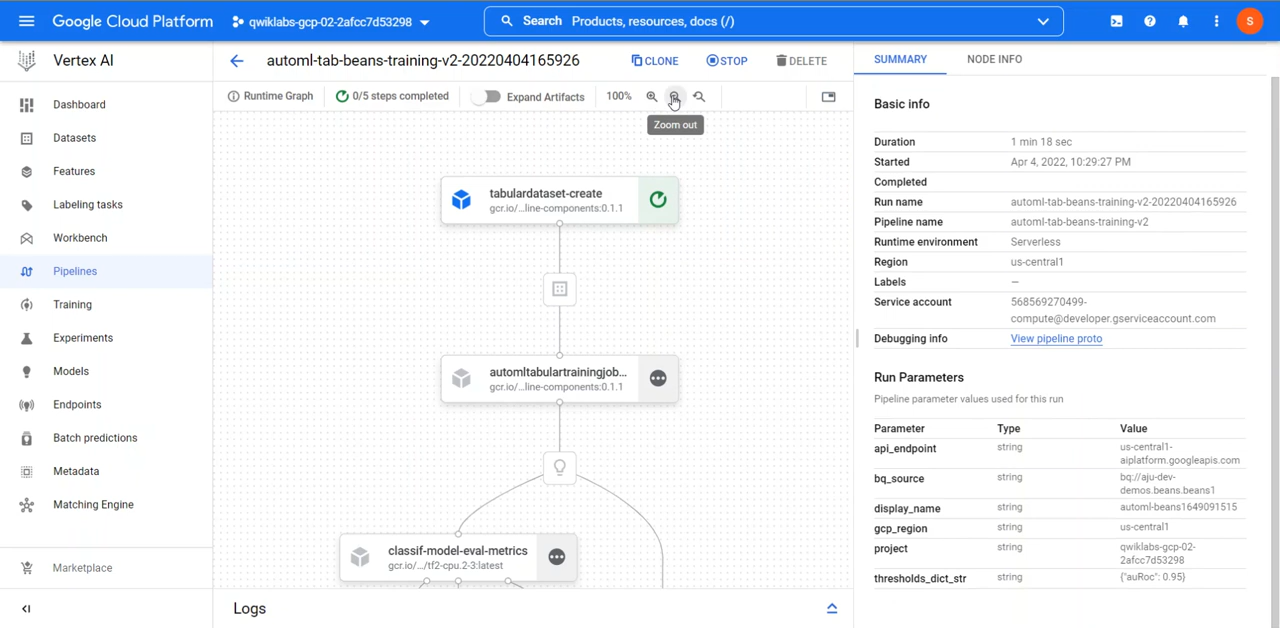 Google Cloud Platform
qwiklabs-gcp-02-2afcc7d53298
Search Products, resources, docs (/)
S
Vertex AI
automl-tab-beans-training-v2-20220404165926
CLONE
STOP
DELETE
SUMMARY
NODE INFO
Runtime Graph
0/5 steps completed
Expand Artifacts
100%
Zoom out
Dashboard
Datasets
Features
Labeling tasks
Workbench
Pipelines
Training
Experiments
Models
Endpoints
Batch predictions
Metadata
Matching Engine
Marketplace
tabulardataset-create
gcr.io/...line-components:0.1.1
automltabulartrainingjob...
gcr.io/...line-components:0.1.1
classif-model-eval-metrics
gcr.io/.../tf2-cpu.2-3:latest
Logs
Basic info
Duration 1 min 18 sec
Started Apr 4, 2022, 10:29:27 PM
Completed
Run name automl-tab-beans-training-v2-20220404165926
Pipeline name automl-tab-beans-training-v2
Runtime environment Serverless
Region us-central1
Labels —
Service account 568569270499-
compute@developer.gserviceaccount.com
Debugging info View pipeline proto
Run Parameters
Pipeline parameter values used for this run
Parameter Type Value
api_endpoint string us-central1-
aiplatform.googleapis.com
bq_source string bq://aju-dev-
demos.beans.beans1
display_name string automl-beans1649091515
gcp_region string us-central1
project string qwiklabs-gcp-02-
2afcc7d53298
thresholds_dict_str string {"auRoc": 0.95}